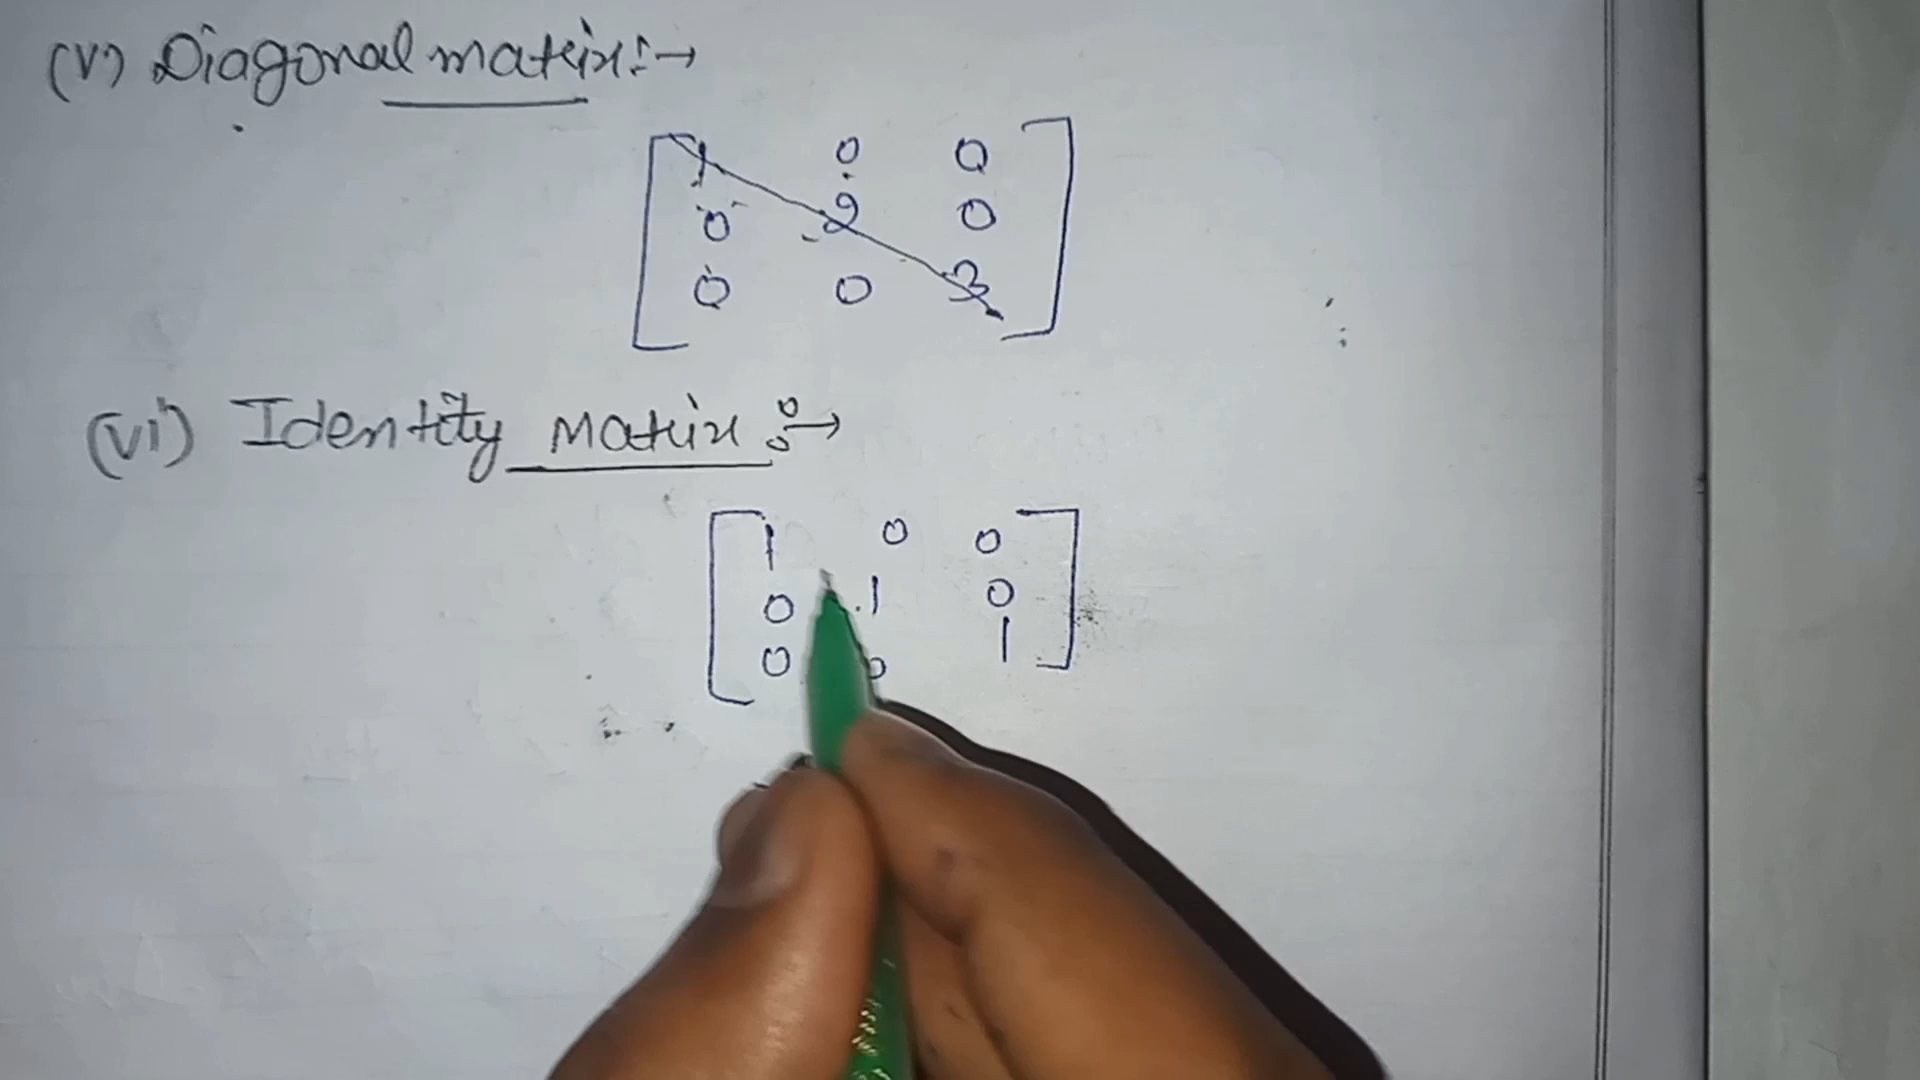 (v) Diagonal matrix :→
1 0 0
0 2 0
0 0 3
(vi) Identity matrix :→
1 0 0
0 1 0
0 0 1